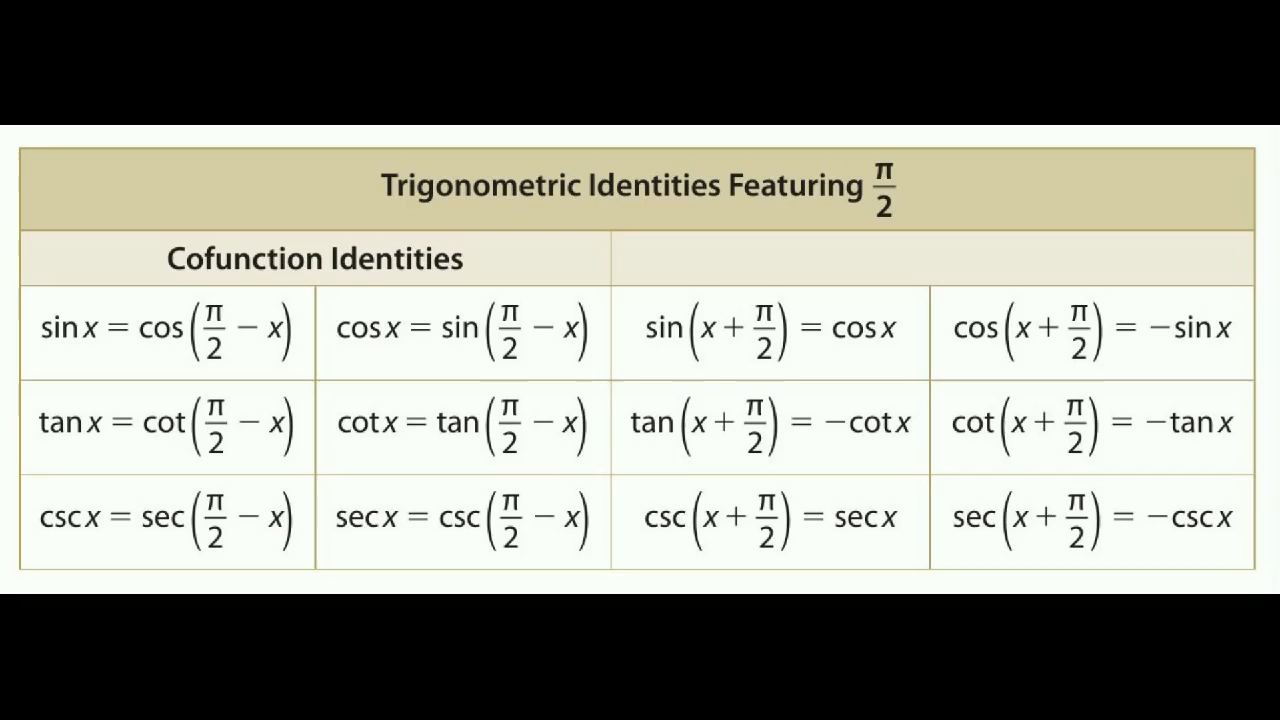 Trigonometric Identities Featuring π/2
Cofunction Identities
sin x = cos(π/2 − x) cos x = sin(π/2 − x) sin(x + π/2) = cos x cos(x + π/2) = −sin x
tan x = cot(π/2 − x) cot x = tan(π/2 − x) tan(x + π/2) = −cot x cot(x + π/2) = −tan x
csc x = sec(π/2 − x) sec x = csc(π/2 − x) csc(x + π/2) = sec x sec(x + π/2) = −csc x